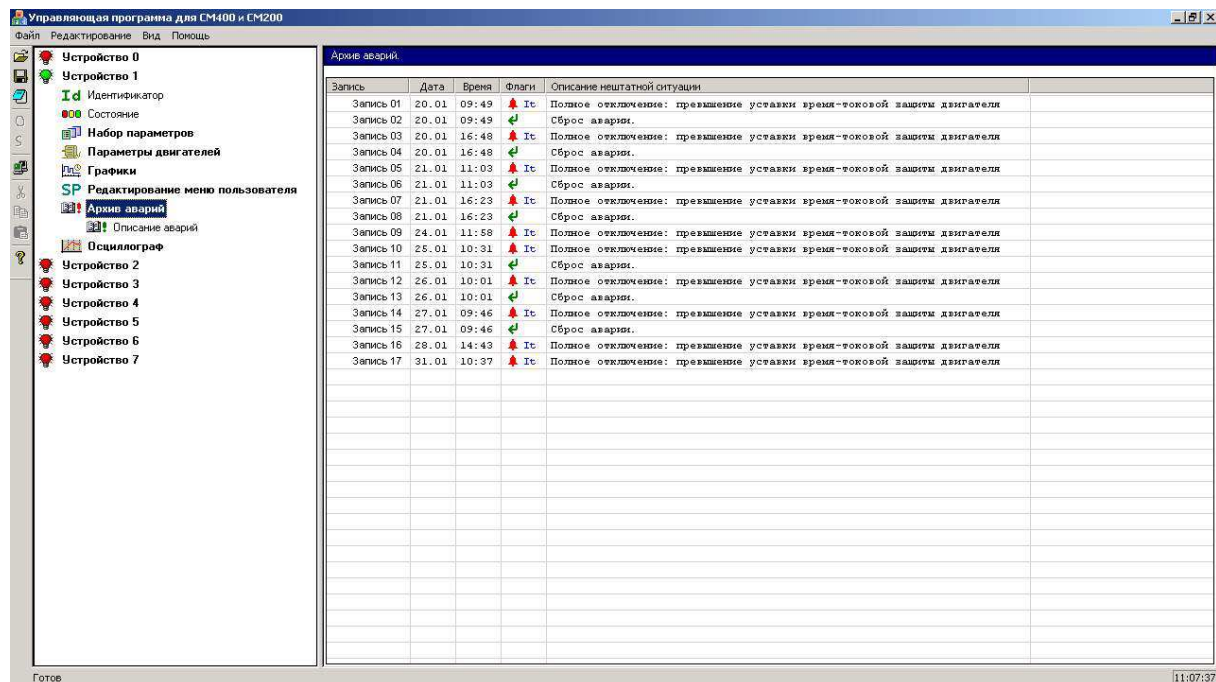 Управляющая программа для СМ400 и СМ200
Файл Редактирование Вид Помощь
Устройство 0
Устройство 1
Id Идентификатор
Состояние
Набор параметров
Параметры двигателей
Графики
SP Редактирование меню пользователя
Архив аварий
Описание аварий
Осциллограф
Устройство 2
Устройство 3
Устройство 4
Устройство 5
Устройство 6
Устройство 7
Архив аварий.
Запись Дата Время Флаги Описание нештатной ситуации
Запись 01 20.01 09:49 It Полное отключение: превышение уставки время-токовой защиты двигателя
Запись 02 20.01 09:49 Сброс аварии.
Запись 03 20.01 16:48 It Полное отключение: превышение уставки время-токовой защиты двигателя
Запись 04 20.01 16:48 Сброс аварии.
Запись 05 21.01 11:03 It Полное отключение: превышение уставки время-токовой защиты двигателя
Запись 06 21.01 11:03 Сброс аварии.
Запись 07 21.01 16:23 It Полное отключение: превышение уставки время-токовой защиты двигателя
Запись 08 21.01 16:23 Сброс аварии.
Запись 09 24.01 11:58 It Полное отключение: превышение уставки время-токовой защиты двигателя
Запись 10 25.01 10:31 It Полное отключение: превышение уставки время-токовой защиты двигателя
Запись 11 25.01 10:31 Сброс аварии.
Запись 12 26.01 10:01 It Полное отключение: превышение уставки время-токовой защиты двигателя
Запись 13 26.01 10:01 Сброс аварии.
Запись 14 27.01 09:46 It Полное отключение: превышение уставки время-токовой защиты двигателя
Запись 15 27.01 09:46 Сброс аварии.
Запись 16 28.01 14:43 It Полное отключение: превышение уставки время-токовой защиты двигателя
Запись 17 31.01 10:37 It Полное отключение: превышение уставки время-токовой защиты двигателя
Готов 11:07:37